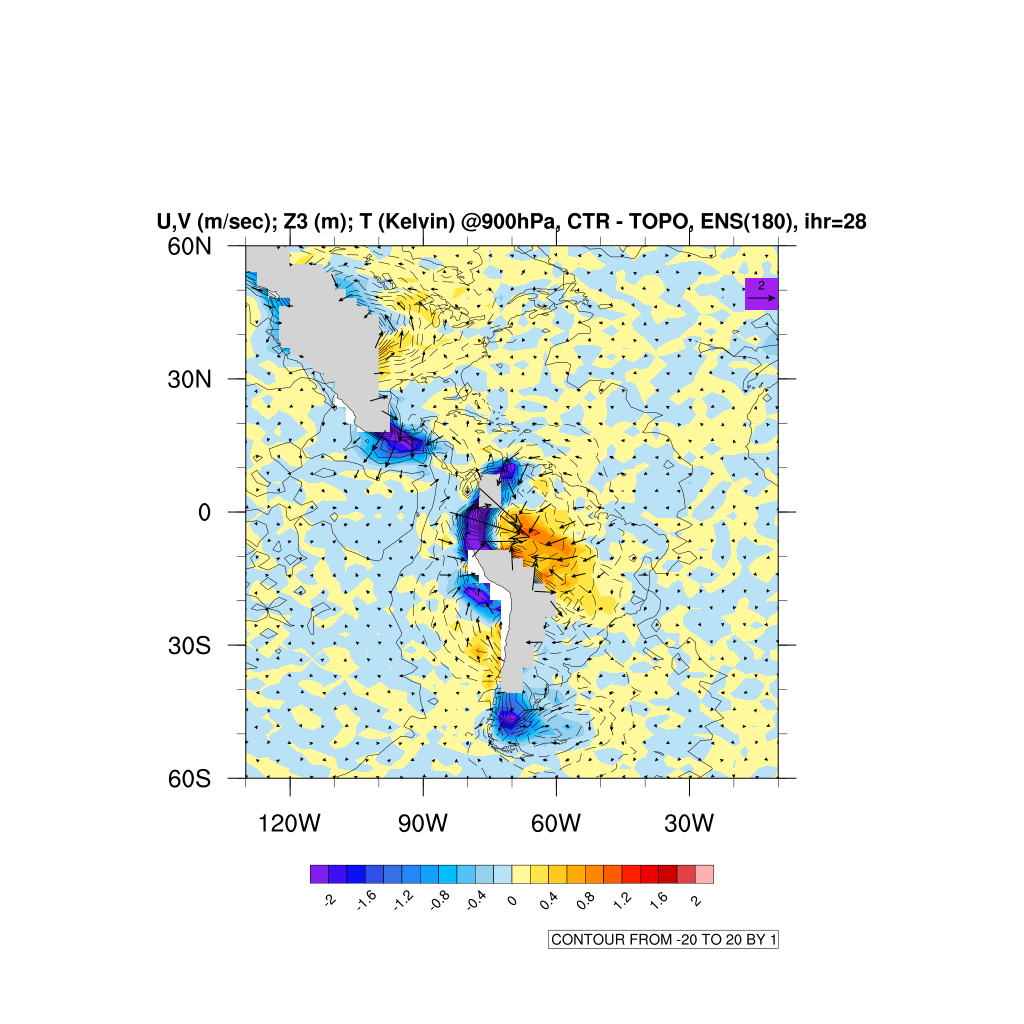 U,V (m/sec); Z3 (m); T (Kelvin) @900hPa, CTR - TOPO, ENS(180), ihr=28
60N
2
30N
0
30S
60S
120W 90W 60W 30W
-2 -1.6 -1.2 -0.8 -0.4 0 0.4 0.8 1.2 1.6 2
CONTOUR FROM -20 TO 20 BY 1